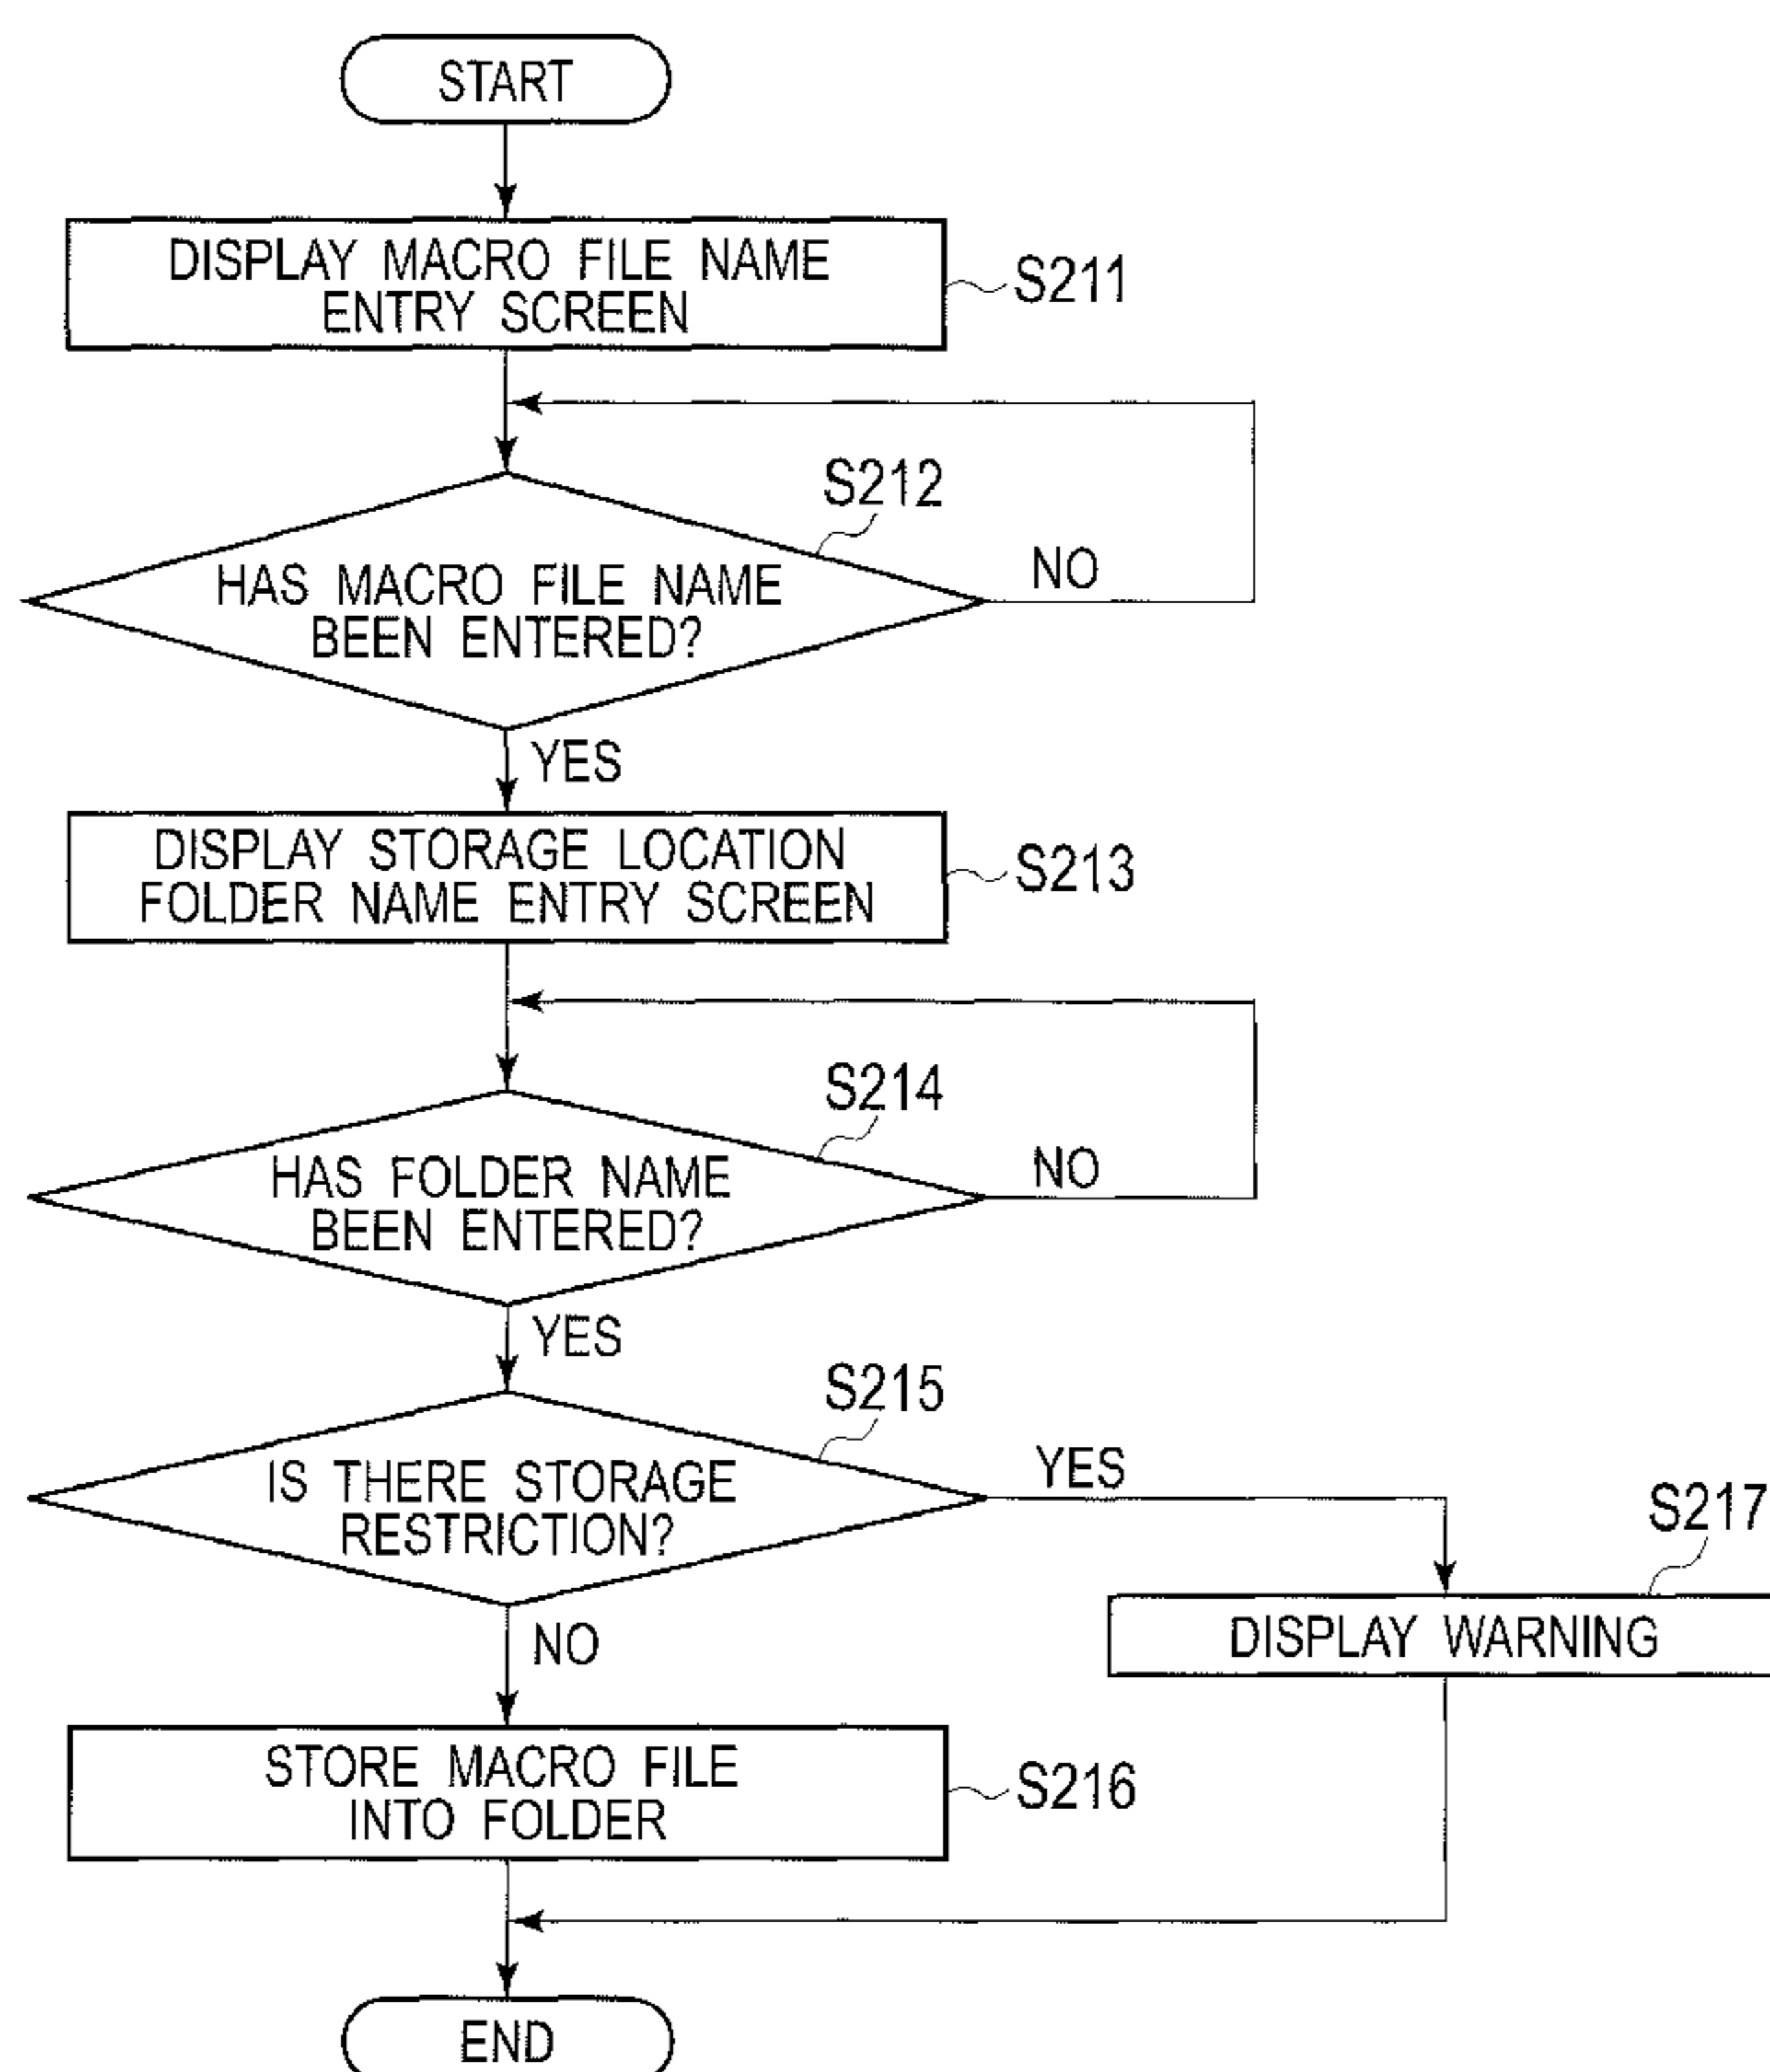 START
DISPLAY MACRO FILE NAME
ENTRY SCREEN
S211
S212
HAS MACRO FILE NAME
BEEN ENTERED?
NO
YES
DISPLAY STORAGE LOCATION
FOLDER NAME ENTRY SCREEN
S213
S214
HAS FOLDER NAME
BEEN ENTERED?
NO
YES
S215
IS THERE STORAGE
RESTRICTION?
YES
NO
S217
DISPLAY WARNING
STORE MACRO FILE
INTO FOLDER
S216
END